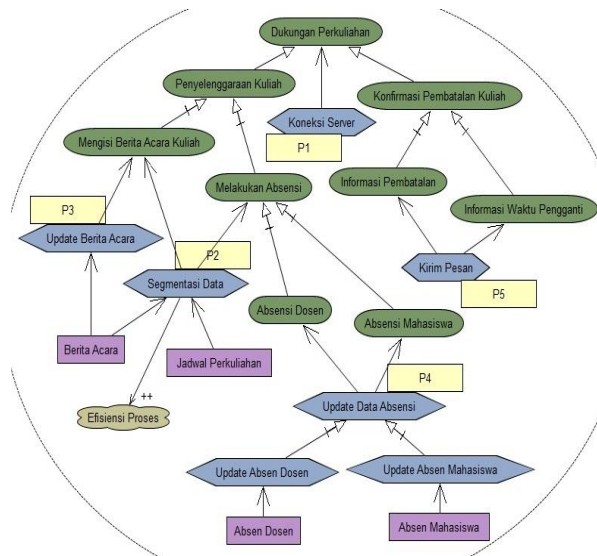 Dukungan Perkuliahan
Penyelenggaraan Kuliah
Koneksi Server
Konfirmasi Pembatalan Kuliah
P1
Mengisi Berita Acara Kuliah
Melakukan Absensi
Informasi Pembatalan
Informasi Waktu Pengganti
P3
Update Berita Acara
P2
Segmentasi Data
Kirim Pesan
P5
Absensi Dosen
Absensi Mahasiswa
Berita Acara
Jadwal Perkuliahan
P4
Update Data Absensi
++
Efisiensi Proses
Update Absen Dosen
Update Absen Mahasiswa
Absen Dosen
Absen Mahasiswa